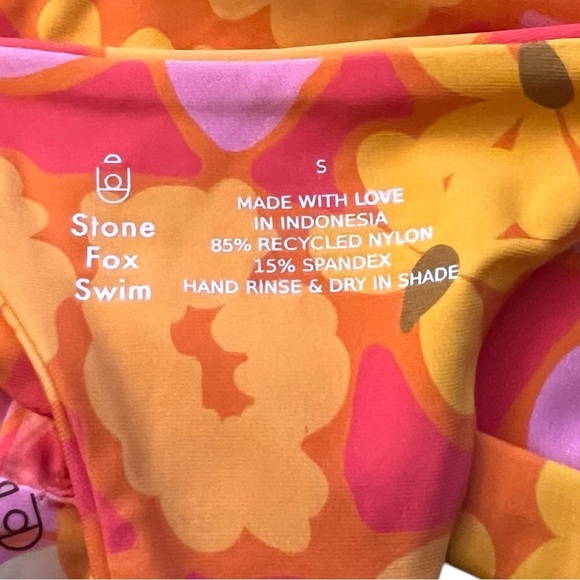 Stone
Fox
Swim
S
MADE WITH LOVE
IN INDONESIA
85% RECYCLED NYLON
15% SPANDEX
HAND RINSE & DRY IN SHADE